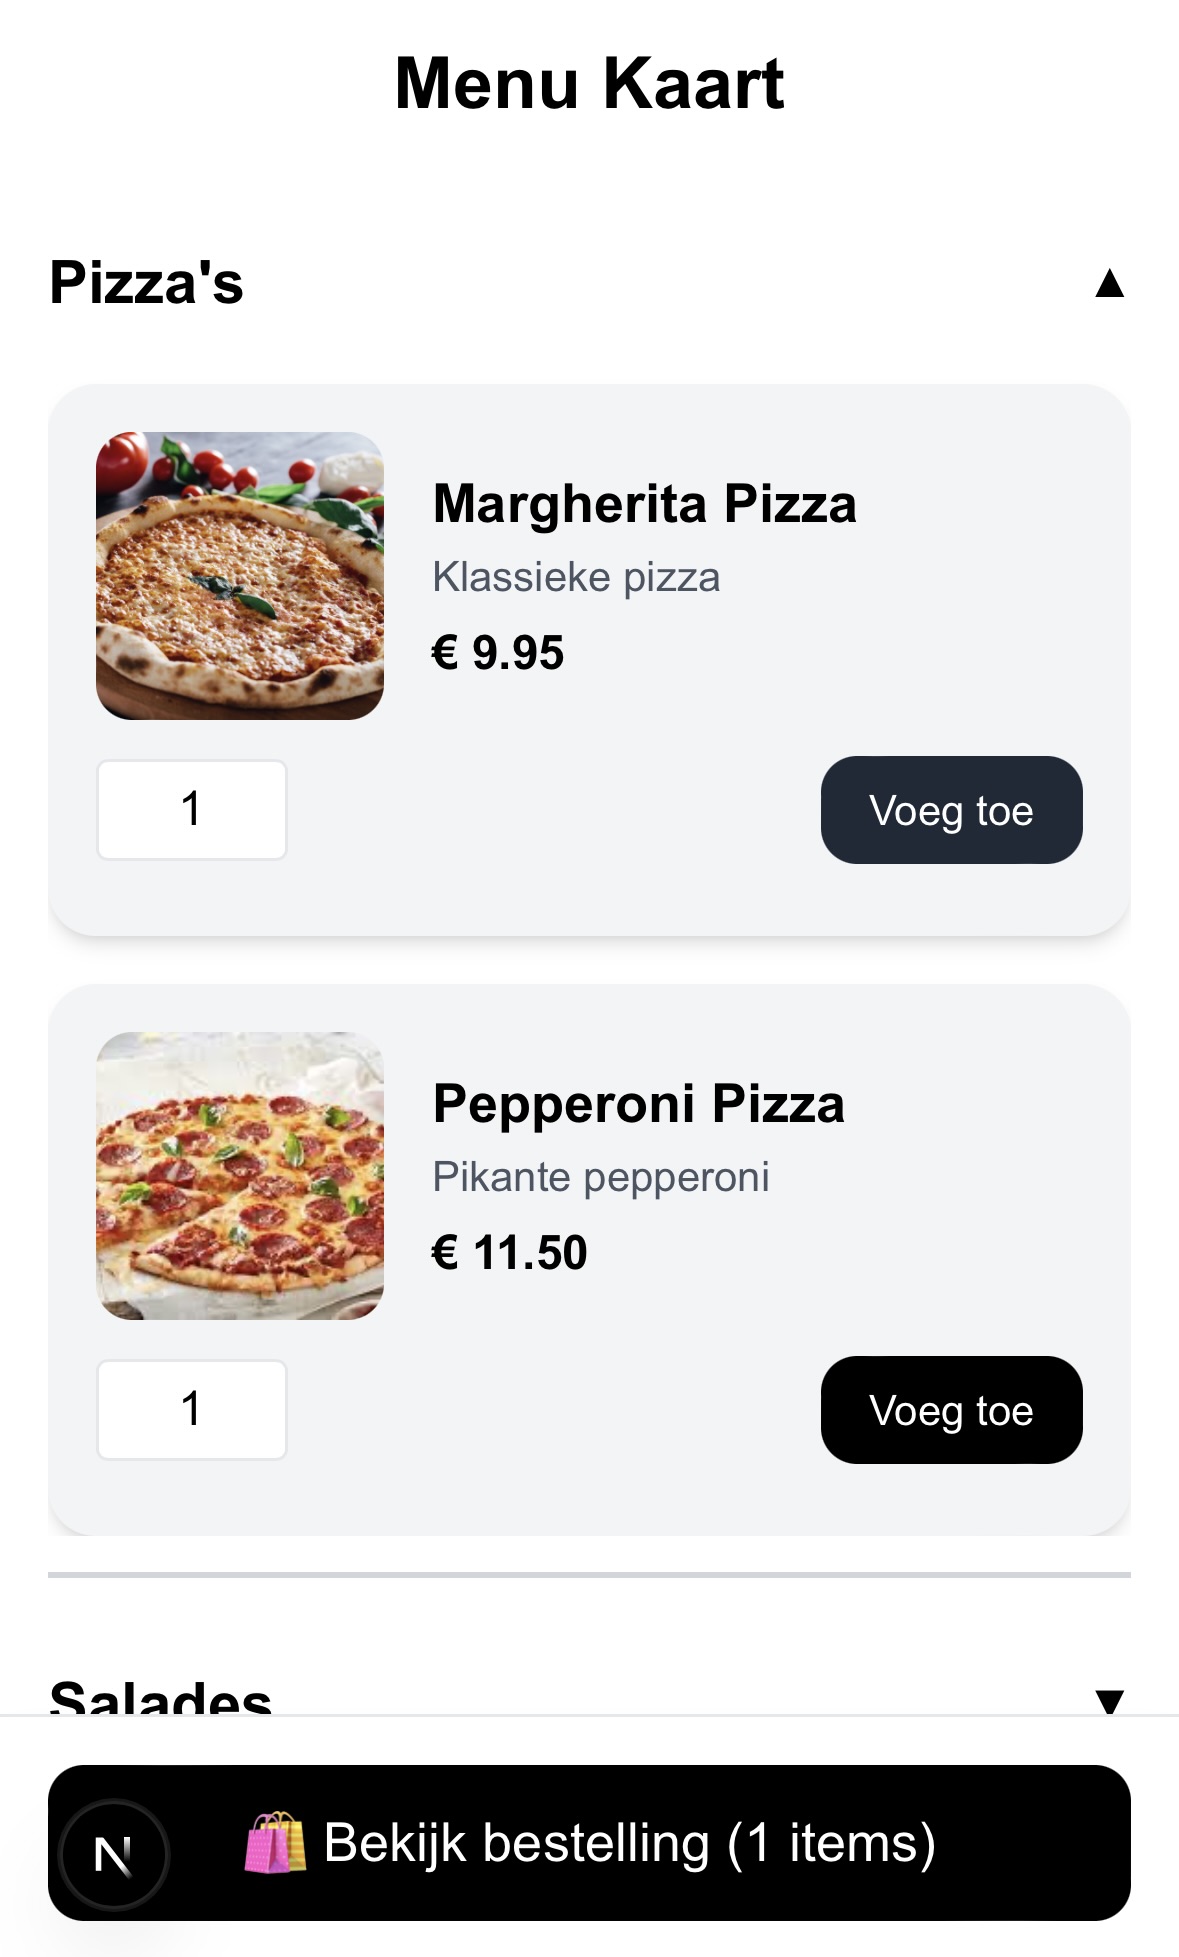 Menu Kaart
Pizza's ▲
Margherita Pizza
Klassieke pizza
€ 9.95
1 Voeg toe
Pepperoni Pizza
Pikante pepperoni
€ 11.50
1 Voeg toe
Salades ▼
N 🛍️ Bekijk bestelling (1 items)